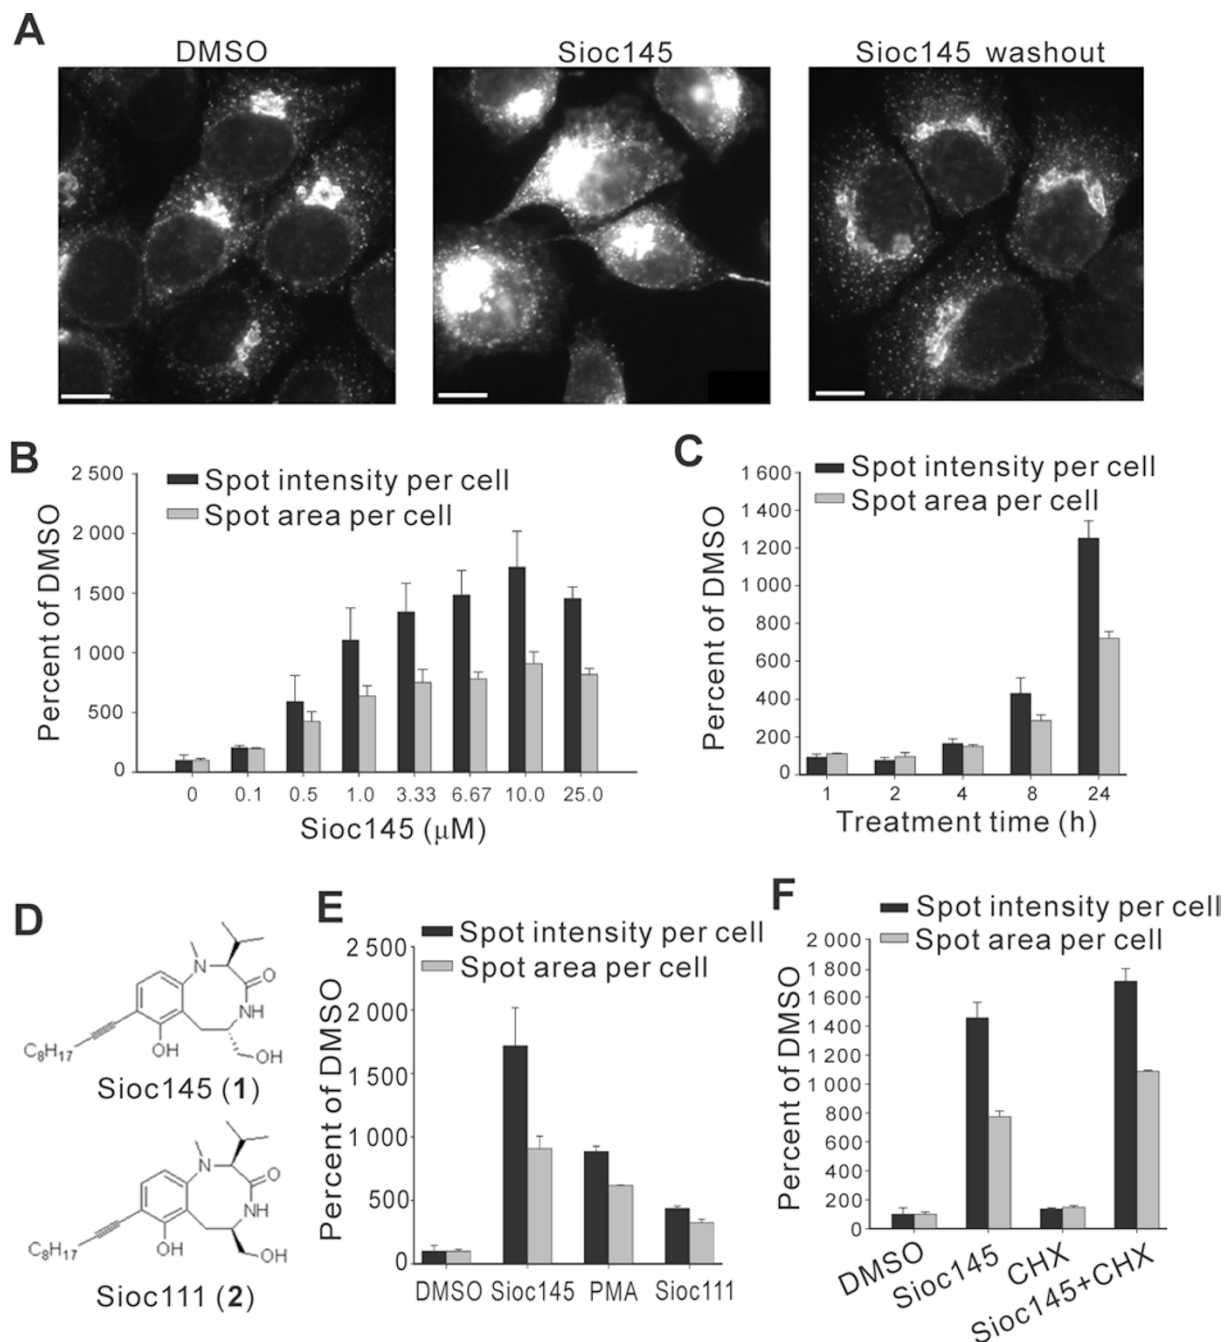 A
DMSO
Sioc145
Sioc145 washout
B
Spot intensity per cell
Spot area per cell
Percent of DMSO
2 500
2 000
1 500
1 000
500
0
0 0.1 0.5 1.0 3.33 6.67 10.0 25.0
Sioc145 (μM)
C
Spot intensity per cell
Spot area per cell
Percent of DMSO
1 600
1 400
1 200
1 000
800
600
400
200
0
1 2 4 8 24
Treatment time (h)
D
N
O
NH
C8H17
OH
OH
Sioc145 (1)
N
O
NH
C8H17
OH
OH
Sioc111 (2)
E
Spot intensity per cell
Spot area per cell
Percent of DMSO
2 500
2 000
1 500
1 000
500
0
DMSO Sioc145 PMA Sioc111
F
Spot intensity per cell
Spot area per cell
Percent of DMSO
2 000
1 800
1 600
1 400
1 200
1 000
800
600
400
200
0
DMSO
Sioc145
CHX
Sioc145+CHX